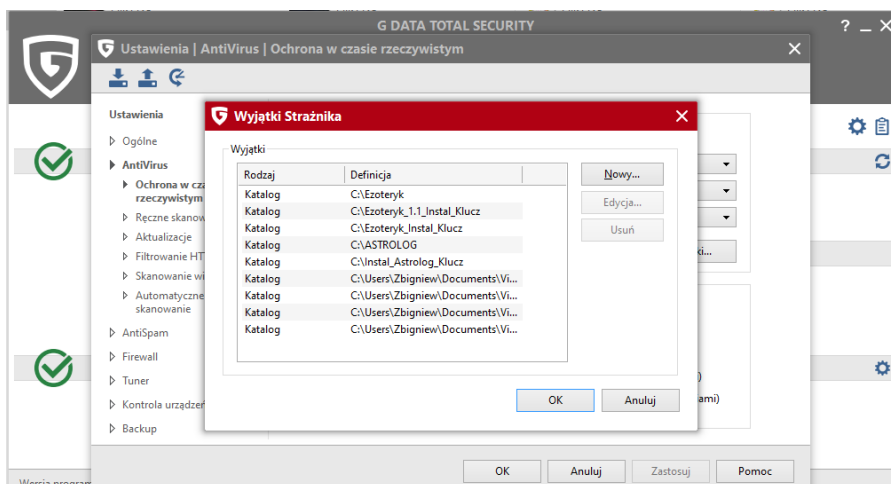 G DATA TOTAL SECURITY
Ustawienia | AntiVirus | Ochrona w czasie rzeczywistym
Ustawienia
Ogólne
AntiVirus
Ochrona w cza
rzeczywistym
Ręczne skanow
Aktualizacje
Filtrowanie HT
Skanowanie wi
Automatyczne
skanowanie
AntiSpam
Firewall
Tuner
Kontrola urządzeń
Backup
Wyjątki Strażnika
Wyjątki
Rodzaj Definicja
Katalog C:\Ezoteryk
Katalog C:\Ezoteryk_1.1_Instal_Klucz
Katalog C:\Ezoteryk_Instal_Klucz
Katalog C:\ASTROLOG
Katalog C:\Instal_Astrolog_Klucz
Katalog C:\Users\Zbigniew\Documents\Vi...
Katalog C:\Users\Zbigniew\Documents\Vi...
Katalog C:\Users\Zbigniew\Documents\Vi...
Katalog C:\Users\Zbigniew\Documents\Vi...
Nowy...
Edycja...
Usuń
OK Anuluj
ki...
)
ami)
OK Anuluj Zastosuj Pomoc